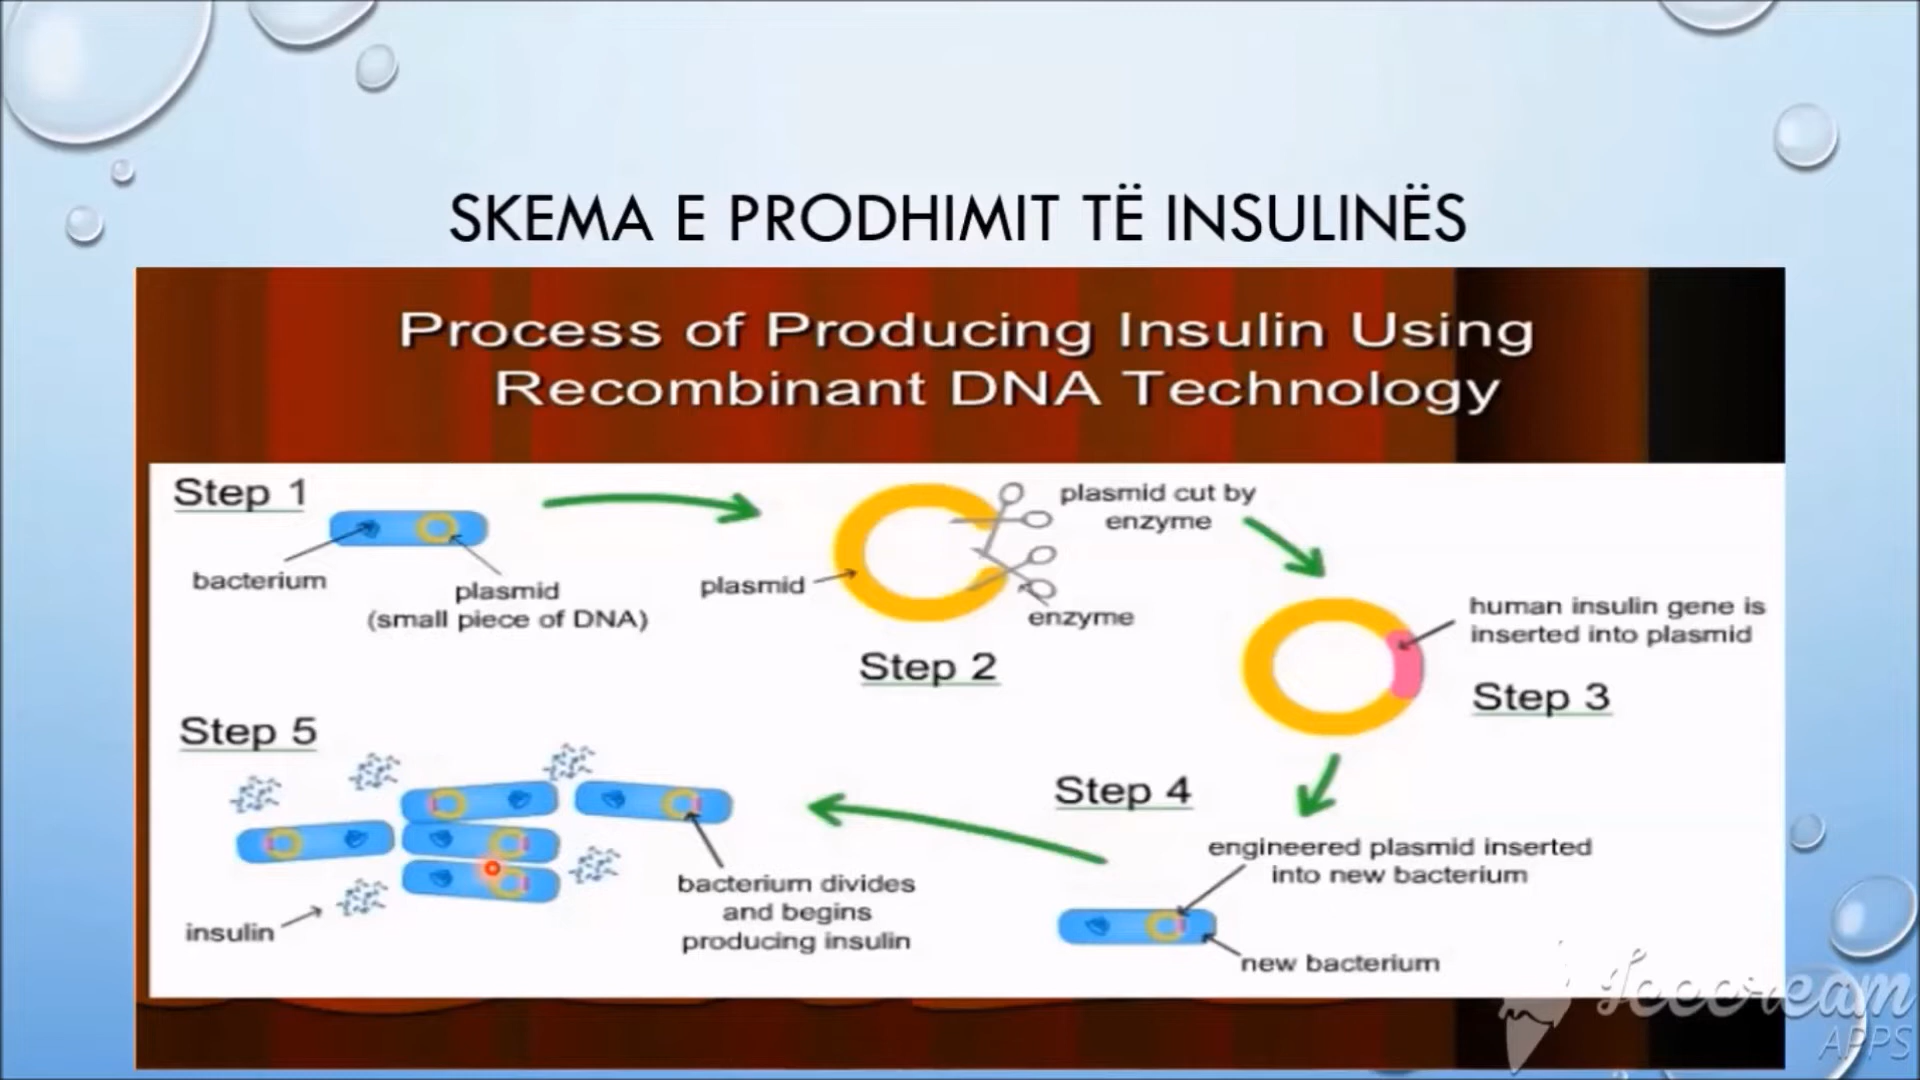 SKEMA E PRODHIMIT TË INSULINËS
Process of Producing Insulin Using
Recombinant DNA Technology
Step 1
bacterium
plasmid
(small piece of DNA)
plasmid
enzyme
plasmid cut by
enzyme
Step 2
human insulin gene is
inserted into plasmid
Step 3
Step 4
engineered plasmid inserted
into new bacterium
new bacterium
Step 5
insulin
bacterium divides
and begins
producing insulin
Icecream
APPS